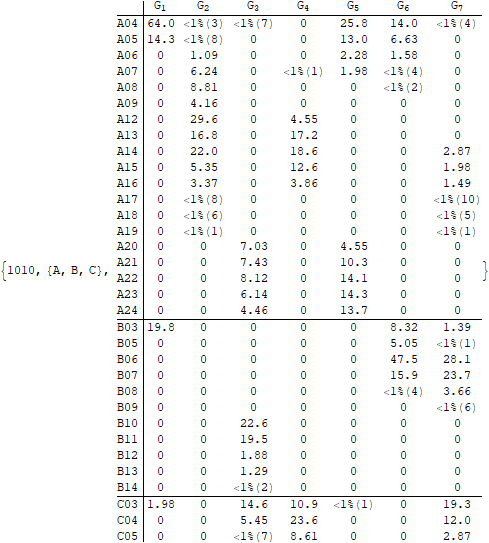 G1 G2 G3 G4 G5 G6 G7
A04 64.0 <1%(3) <1%(7) 0 25.8 14.0 <1%(4)
A05 14.3 <1%(8) 0 0 13.0 6.63 0
A06 0 1.09 0 0 2.28 1.58 0
A07 0 6.24 0 <1%(1) 1.98 <1%(4) 0
A08 0 8.81 0 0 0 <1%(2) 0
A09 0 4.16 0 0 0 0 0
A12 0 29.6 0 4.55 0 0 0
A13 0 16.8 0 17.2 0 0 0
A14 0 22.0 0 18.6 0 0 2.87
A15 0 5.35 0 12.6 0 0 1.98
A16 0 3.37 0 3.86 0 0 1.49
A17 0 <1%(8) 0 0 0 0 <1%(10)
A18 0 <1%(6) 0 0 0 0 <1%(5)
A19 0 <1%(1) 0 0 0 0 <1%(1)
A20 0 0 7.03 0 4.55 0 0
{1010, {A, B, C}, A21 0 0 7.43 0 10.3 0 0 }
A22 0 0 8.12 0 14.1 0 0
A23 0 0 6.14 0 14.3 0 0
A24 0 0 4.46 0 13.7 0 0
B03 19.8 0 0 0 0 8.32 1.39
B05 0 0 0 0 0 5.05 <1%(1)
B06 0 0 0 0 0 47.5 28.1
B07 0 0 0 0 0 15.9 23.7
B08 0 0 0 0 0 <1%(4) 3.66
B09 0 0 0 0 0 0 <1%(6)
B10 0 0 22.6 0 0 0 0
B11 0 0 19.5 0 0 0 0
B12 0 0 1.88 0 0 0 0
B13 0 0 1.29 0 0 0 0
B14 0 0 <1%(2) 0 0 0 0
C03 1.98 0 14.6 10.9 <1%(1) 0 19.3
C04 0 0 5.45 23.6 0 0 12.0
C05 0 0 <1%(7) 8.61 0 0 2.87